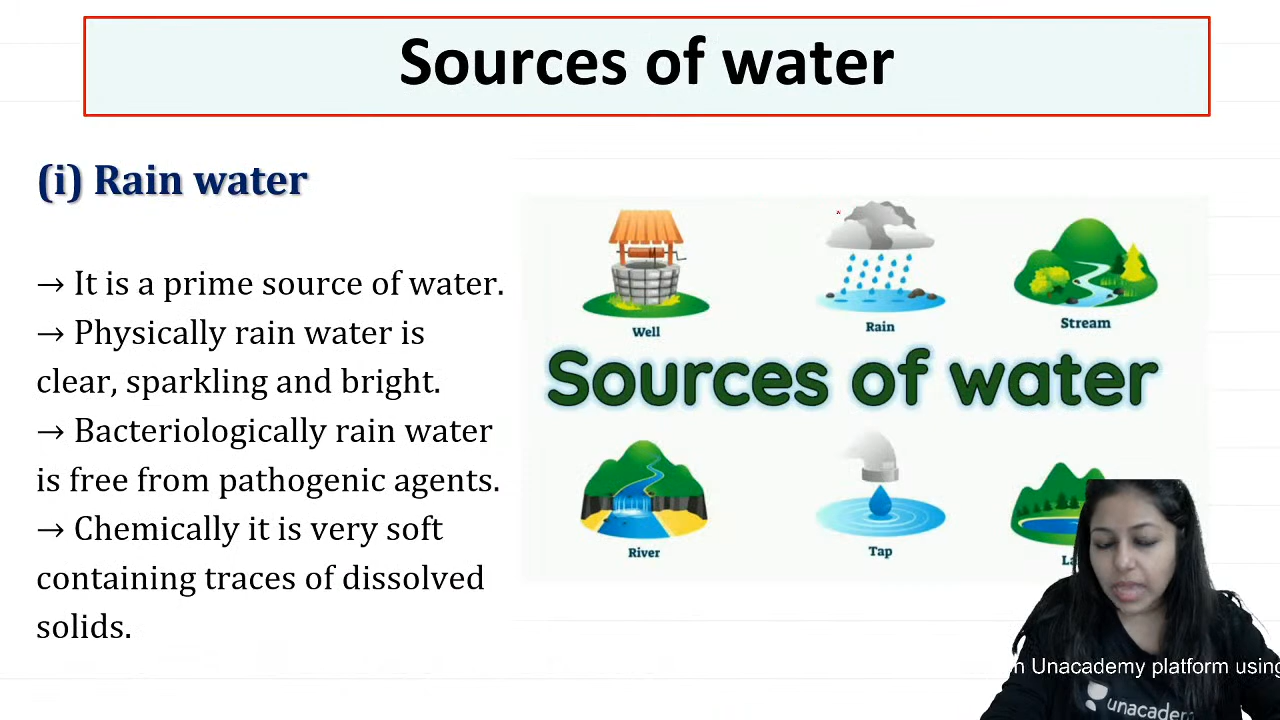 Sources of water
(i) Rain water
→ It is a prime source of water.
→ Physically rain water is
clear, sparkling and bright.
→ Bacteriologically rain water
is free from pathogenic agents.
→ Chemically it is very soft
containing traces of dissolved
solids.
Well
Rain
Stream
Sources of water
River
Tap
Unacademy platform using